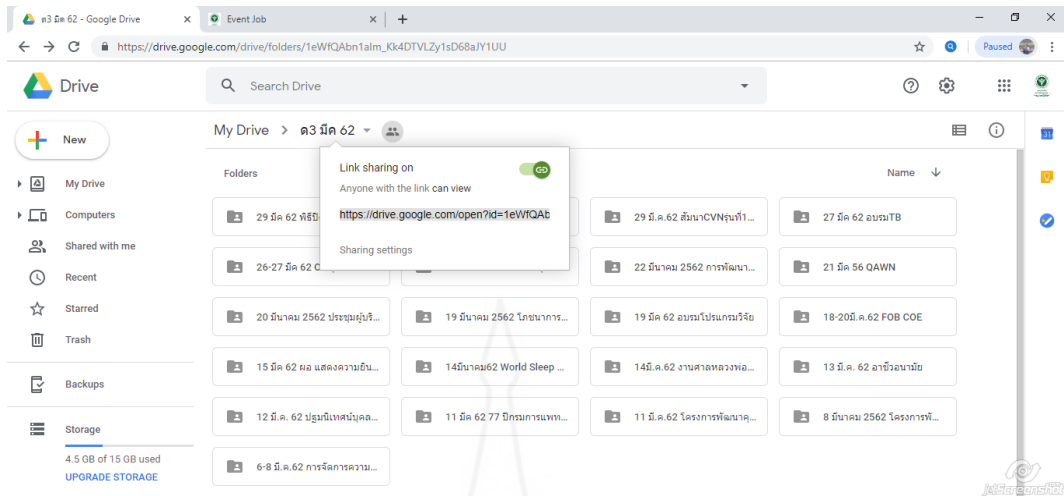 ด3 มีค 62 - Google Drive
Event Job
https://drive.google.com/drive/folders/1eWfQAbn1aIm_Kk4DTVLZy1sD68aJY1UU
Paused
Drive
Search Drive
New
My Drive
Computers
Shared with me
Recent
Starred
Trash
Backups
Storage
4.5 GB of 15 GB used
UPGRADE STORAGE
My Drive > ด3 มีค 62
Link sharing on
Anyone with the link can view
https://drive.google.com/open?id=1eWfQAb
Sharing settings
Folders
Name
29 มีค 62
29 มี.ค.62 สัมนาCVNรุ่นที่1...
27 มีค 62 อบรมTB
26-27 มีค 62
22 มีนาคม 2562 การพัฒนา...
21 มีค 56 QAWN
20 มีนาคม 2562 ประชุมผู้บริ...
19 มีนาคม 2562 โภชนาการ...
19 มีค 62 อบรมโปรแกรมวิจัย
18-20มี.ค.62 FOB COE
15 มีค 62 ผอ แสดงความยิน...
14มีนาคม62 World Sleep ...
14มี.ค.62 งานศาลหลวงพ่อ...
13 มี.ค. 62 อาชีวอนามัย
12 มี.ค. 62 ปฐมนิเทศน์บุคล...
11 มีค 62 77 ปีกรมการแพท...
11 มี.ค.62 โครงการพัฒนาคุ...
8 มีนาคม 2562 โครงการพั...
6-8 มี.ค.62 การจัดการความ...
jetScreenshot